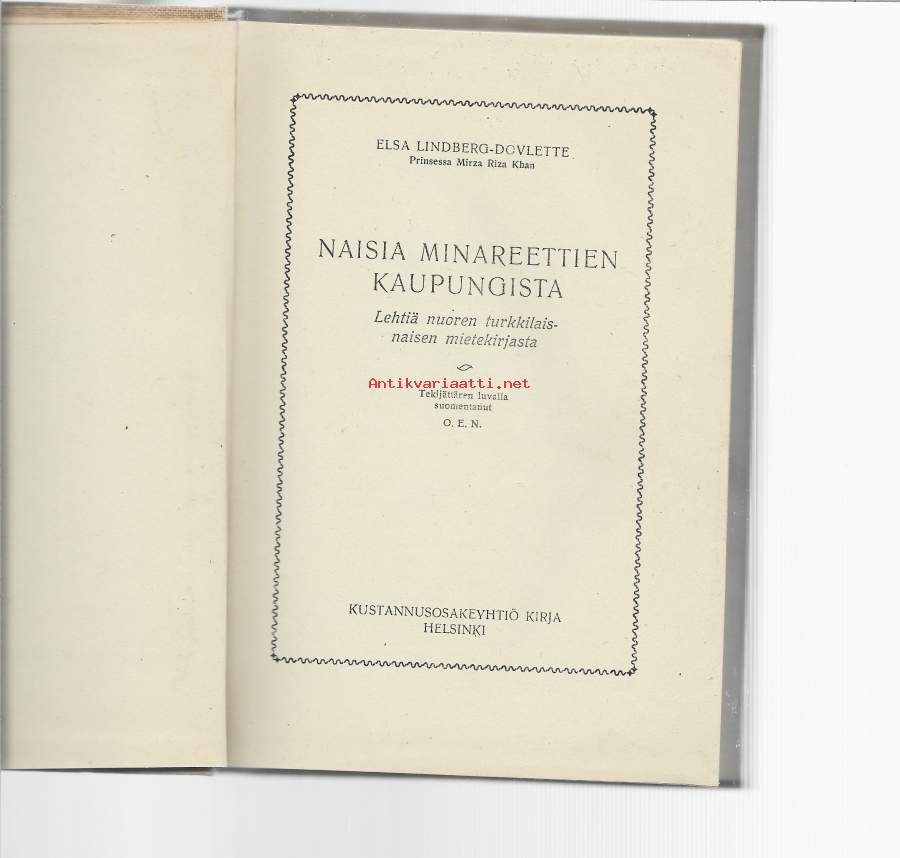 ELSA LINDBERG-DOVLETTE
Prinsessa Mirza Riza Khan
NAISIA MINAREETTIEN
KAUPUNGISTA
Lehtiä nuoren turkkilais-
naisen mietekirjasta
Antikvariaatti.net
Tekijättären luvalla
suomentanut
O. E. N.
KUSTANNUSOSAKEYHTIÖ KIRJA
HELSINKI